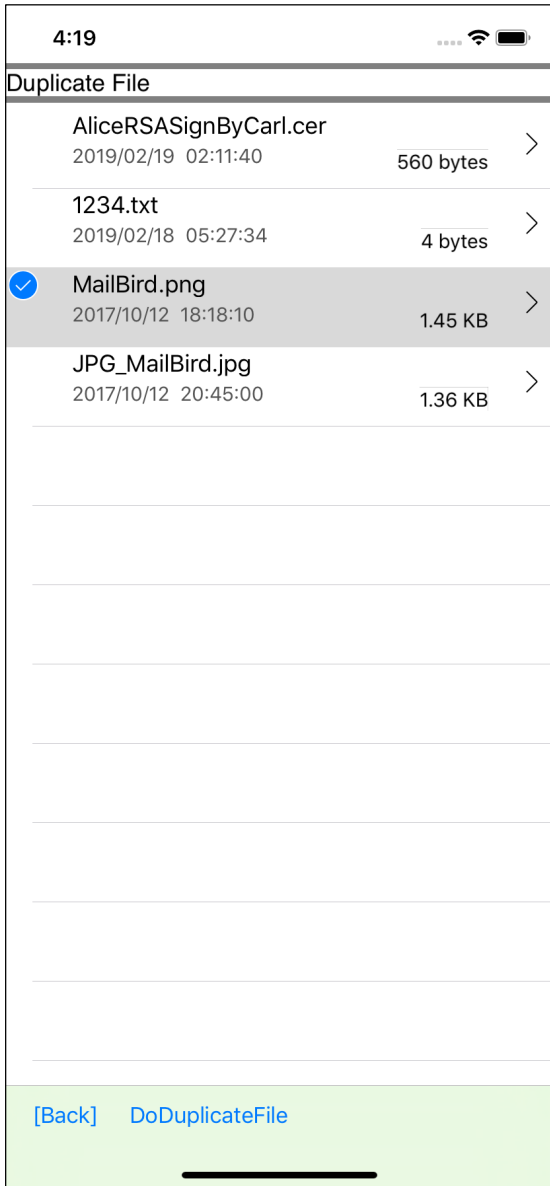 4:19
Duplicate File
AliceRSASignByCarl.cer
2019/02/19 02:11:40 560 bytes
1234.txt
2019/02/18 05:27:34 4 bytes
MailBird.png
2017/10/12 18:18:10 1.45 KB
JPG_MailBird.jpg
2017/10/12 20:45:00 1.36 KB
[Back] DoDuplicateFile